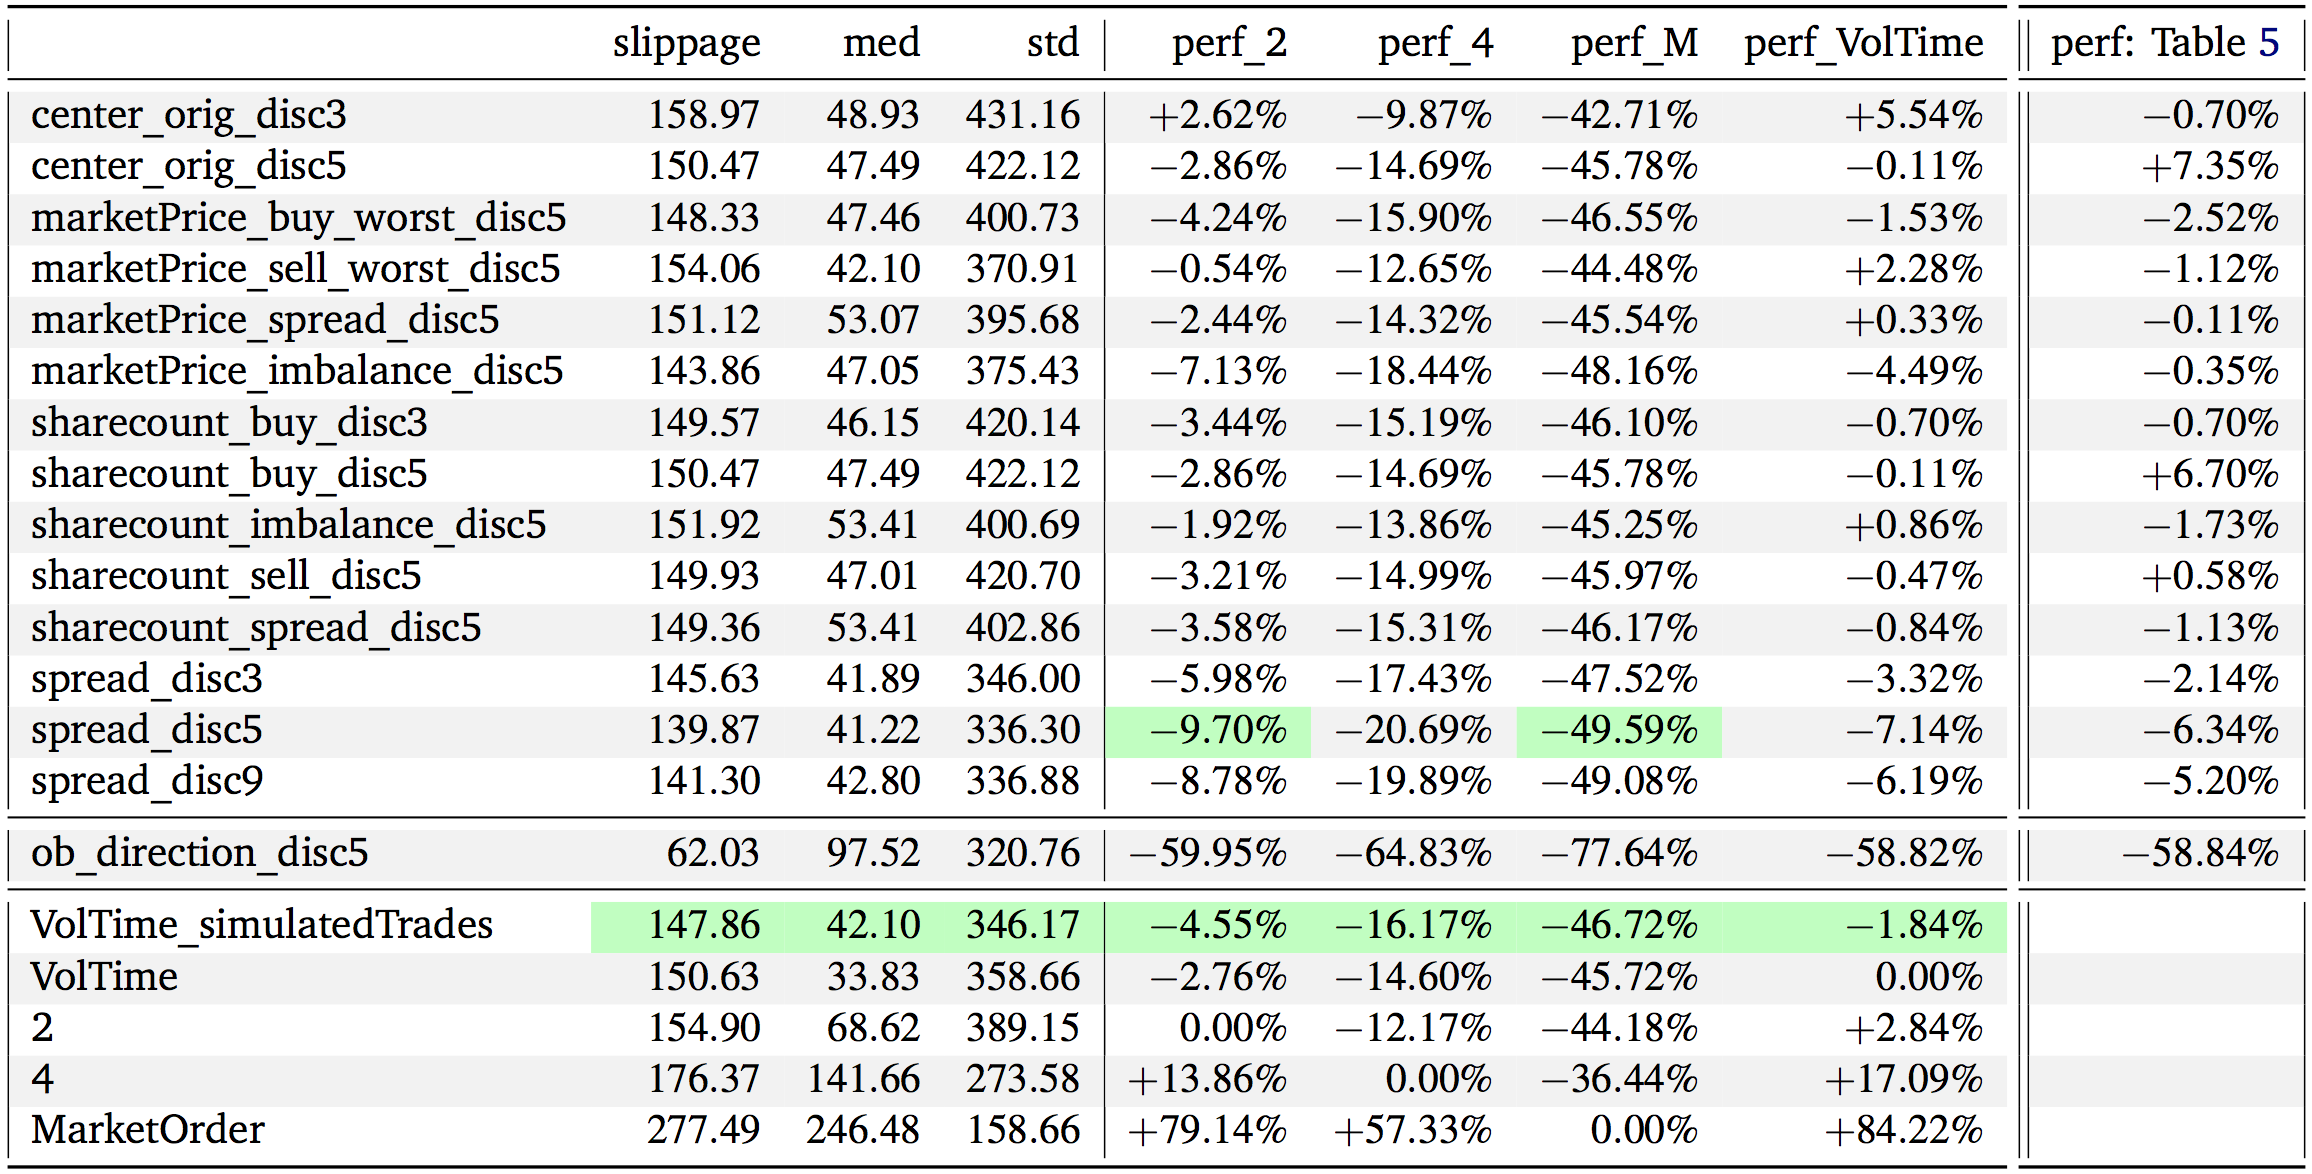 slippage med std perf_2 perf_4 perf_M perf_VolTime perf: Table 5
center_orig_disc3 158.97 48.93 431.16 +2.62% −9.87% −42.71% +5.54% −0.70%
center_orig_disc5 150.47 47.49 422.12 −2.86% −14.69% −45.78% −0.11% +7.35%
marketPrice_buy_worst_disc5 148.33 47.46 400.73 −4.24% −15.90% −46.55% −1.53% −2.52%
marketPrice_sell_worst_disc5 154.06 42.10 370.91 −0.54% −12.65% −44.48% +2.28% −1.12%
marketPrice_spread_disc5 151.12 53.07 395.68 −2.44% −14.32% −45.54% +0.33% −0.11%
marketPrice_imbalance_disc5 143.86 47.05 375.43 −7.13% −18.44% −48.16% −4.49% −0.35%
sharecount_buy_disc3 149.57 46.15 420.14 −3.44% −15.19% −46.10% −0.70% −0.70%
sharecount_buy_disc5 150.47 47.49 422.12 −2.86% −14.69% −45.78% −0.11% +6.70%
sharecount_imbalance_disc5 151.92 53.41 400.69 −1.92% −13.86% −45.25% +0.86% −1.73%
sharecount_sell_disc5 149.93 47.01 420.70 −3.21% −14.99% −45.97% −0.47% +0.58%
sharecount_spread_disc5 149.36 53.41 402.86 −3.58% −15.31% −46.17% −0.84% −1.13%
spread_disc3 145.63 41.89 346.00 −5.98% −17.43% −47.52% −3.32% −2.14%
spread_disc5 139.87 41.22 336.30 −9.70% −20.69% −49.59% −7.14% −6.34%
spread_disc9 141.30 42.80 336.88 −8.78% −19.89% −49.08% −6.19% −5.20%
ob_direction_disc5 62.03 97.52 320.76 −59.95% −64.83% −77.64% −58.82% −58.84%
VolTime_simulatedTrades 147.86 42.10 346.17 −4.55% −16.17% −46.72% −1.84%
VolTime 150.63 33.83 358.66 −2.76% −14.60% −45.72% 0.00%
2 154.90 68.62 389.15 0.00% −12.17% −44.18% +2.84%
4 176.37 141.66 273.58 +13.86% 0.00% −36.44% +17.09%
MarketOrder 277.49 246.48 158.66 +79.14% +57.33% 0.00% +84.22%